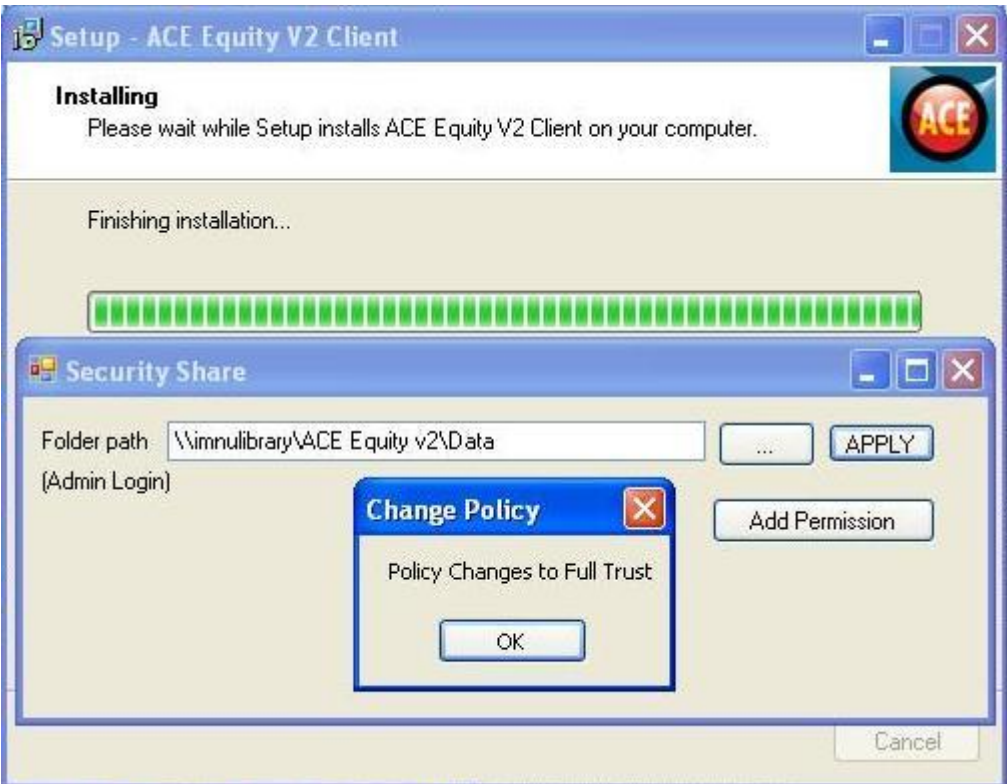 Setup - ACE Equity V2 Client
Installing
Please wait while Setup installs ACE Equity V2 Client on your computer.
ACE
Finishing installation...
Security Share
Folder path \\imnulibrary\ACE Equity v2\Data ... APPLY
(Admin Login)
Change Policy
Add Permission
Policy Changes to Full Trust
OK
Cancel